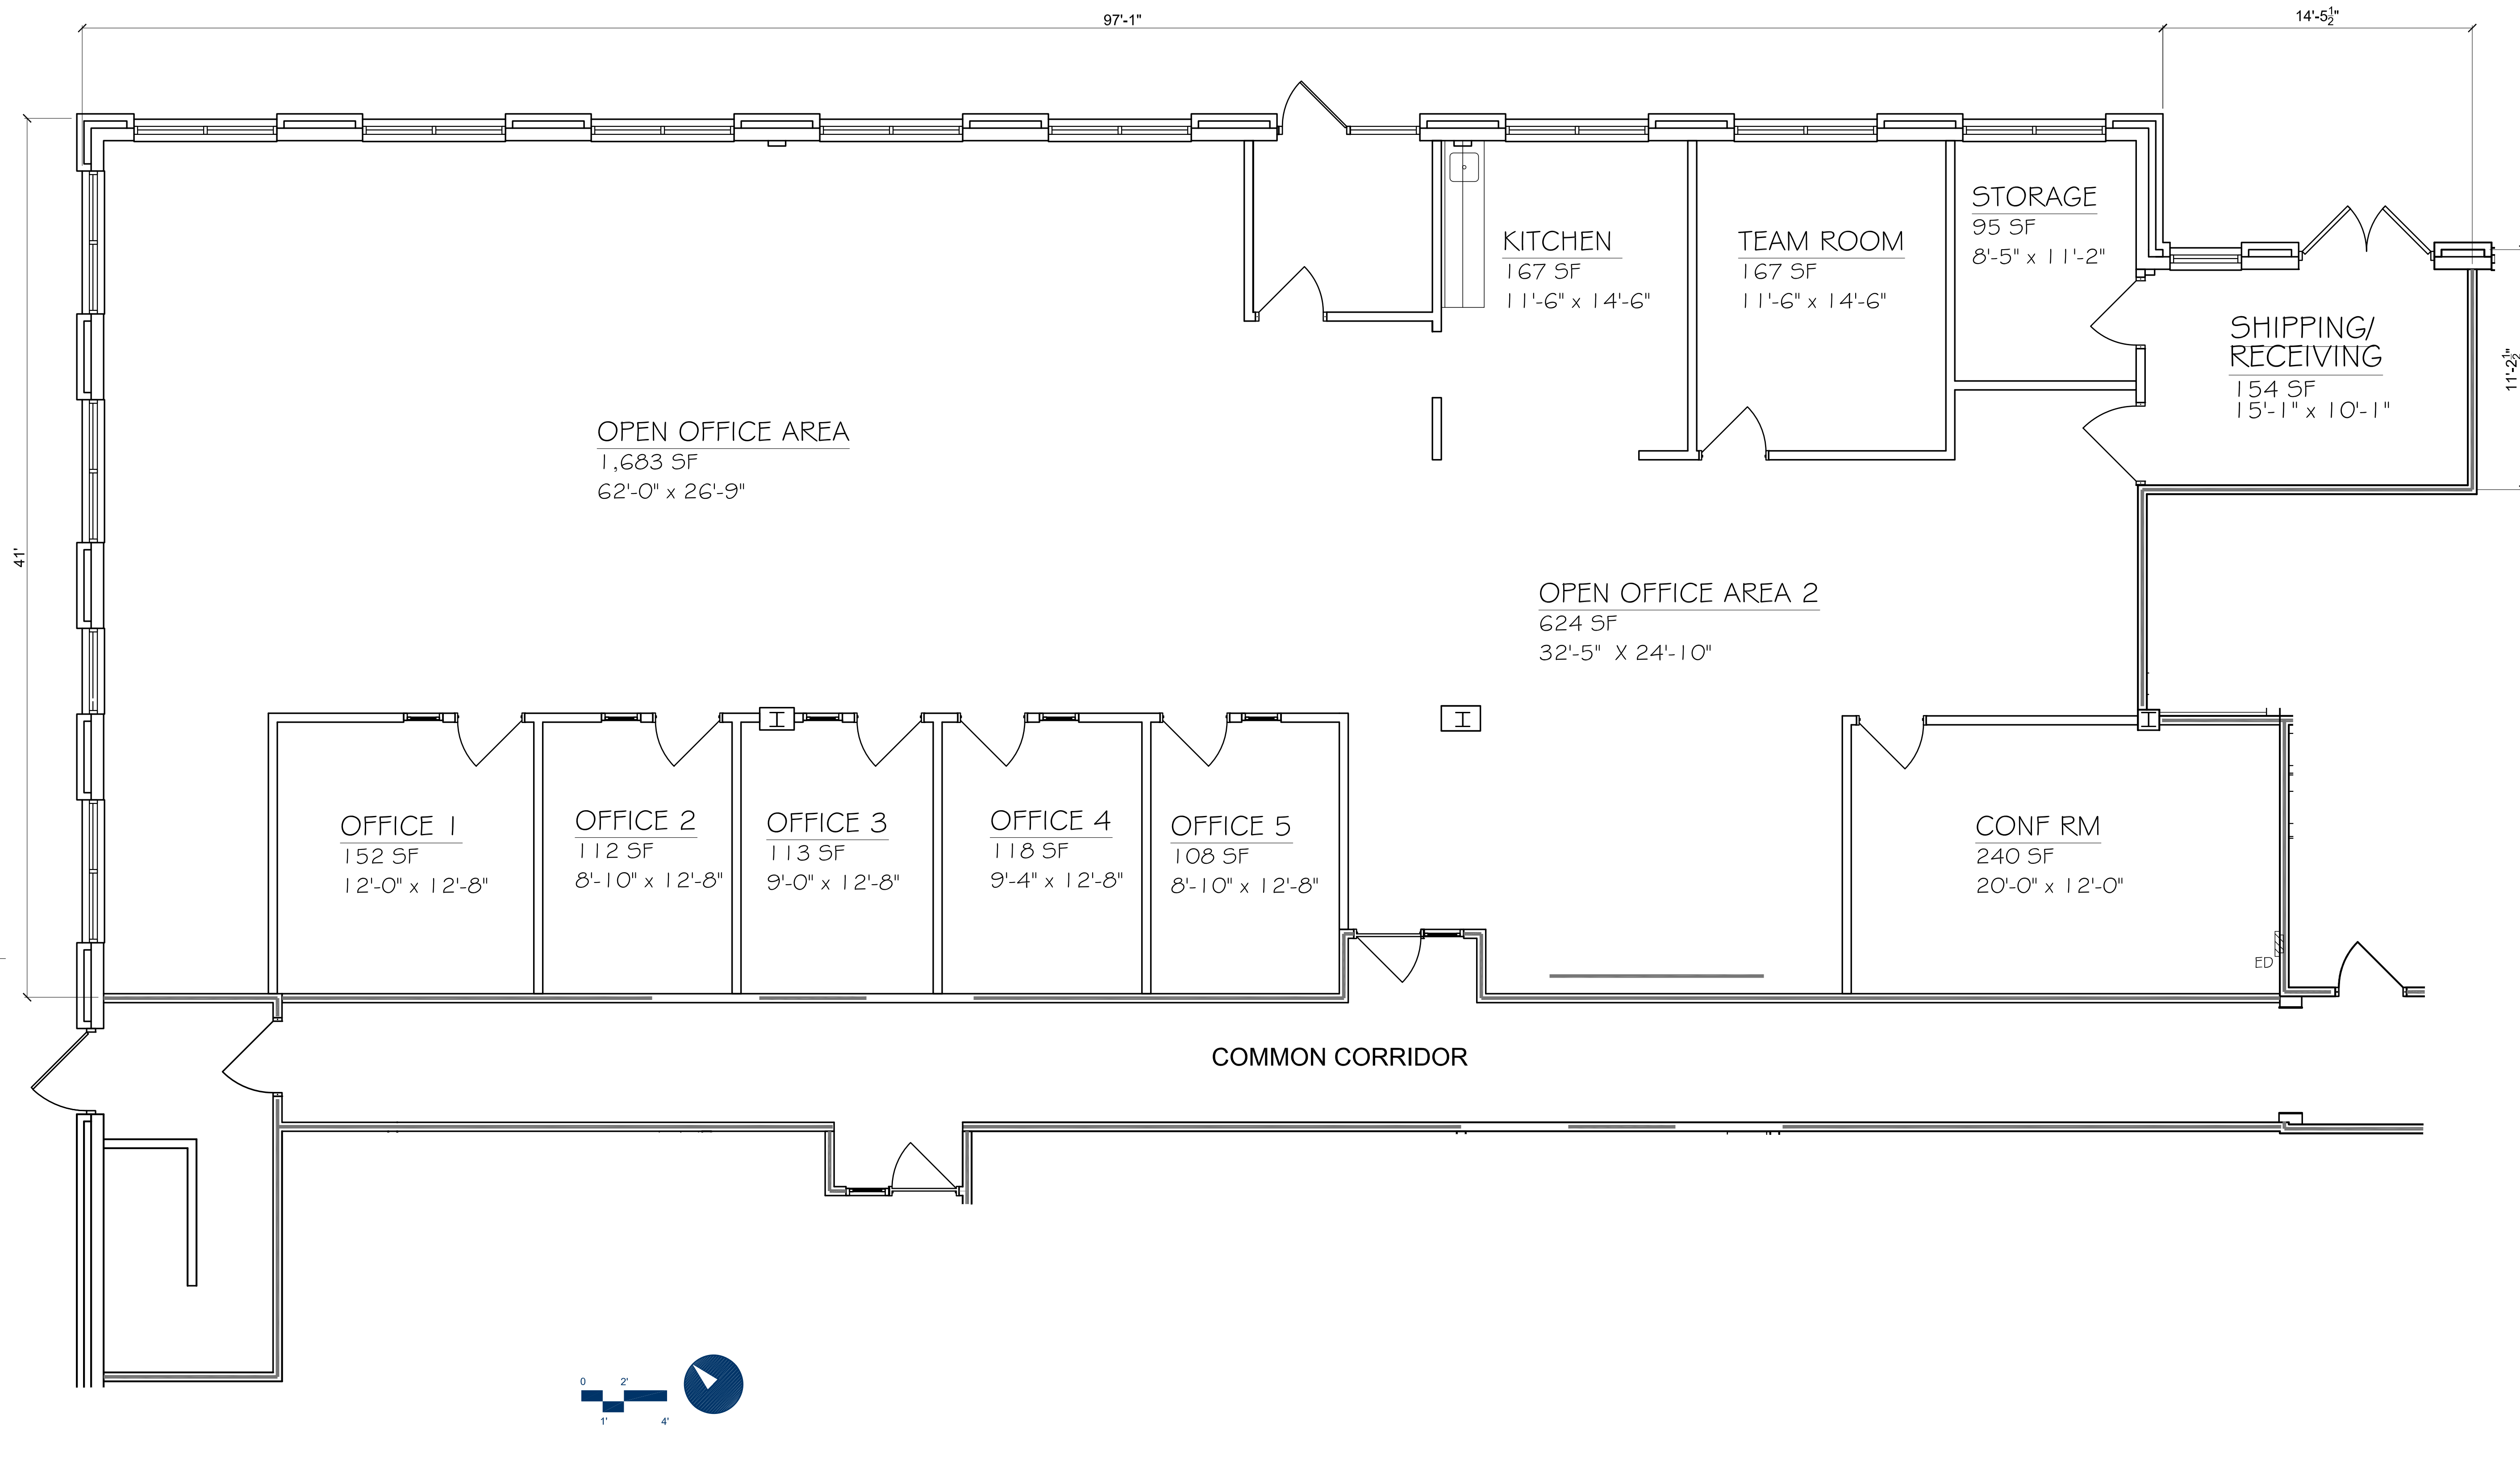 97'-1"
14'-5½"
STORAGE
95 SF
8'-5" x 11'-2"
KITCHEN
167 SF
11'-6" x 14'-6"
TEAM ROOM
167 SF
11'-6" x 14'-6"
SHIPPING/
RECEIVING
154 SF
15'-1" x 10'-1"
11'-2½"
OPEN OFFICE AREA
1,683 SF
62'-0" x 26'-9"
41'
OPEN OFFICE AREA 2
624 SF
32'-5" X 24'-10"
OFFICE 1
152 SF
12'-0" x 12'-8"
OFFICE 2
112 SF
8'-10" x 12'-8"
OFFICE 3
113 SF
9'-0" x 12'-8"
OFFICE 4
118 SF
9'-4" x 12'-8"
OFFICE 5
108 SF
8'-10" x 12'-8"
CONF RM
240 SF
20'-0" x 12'-0"
ED
COMMON CORRIDOR
0 2'
1' 4'